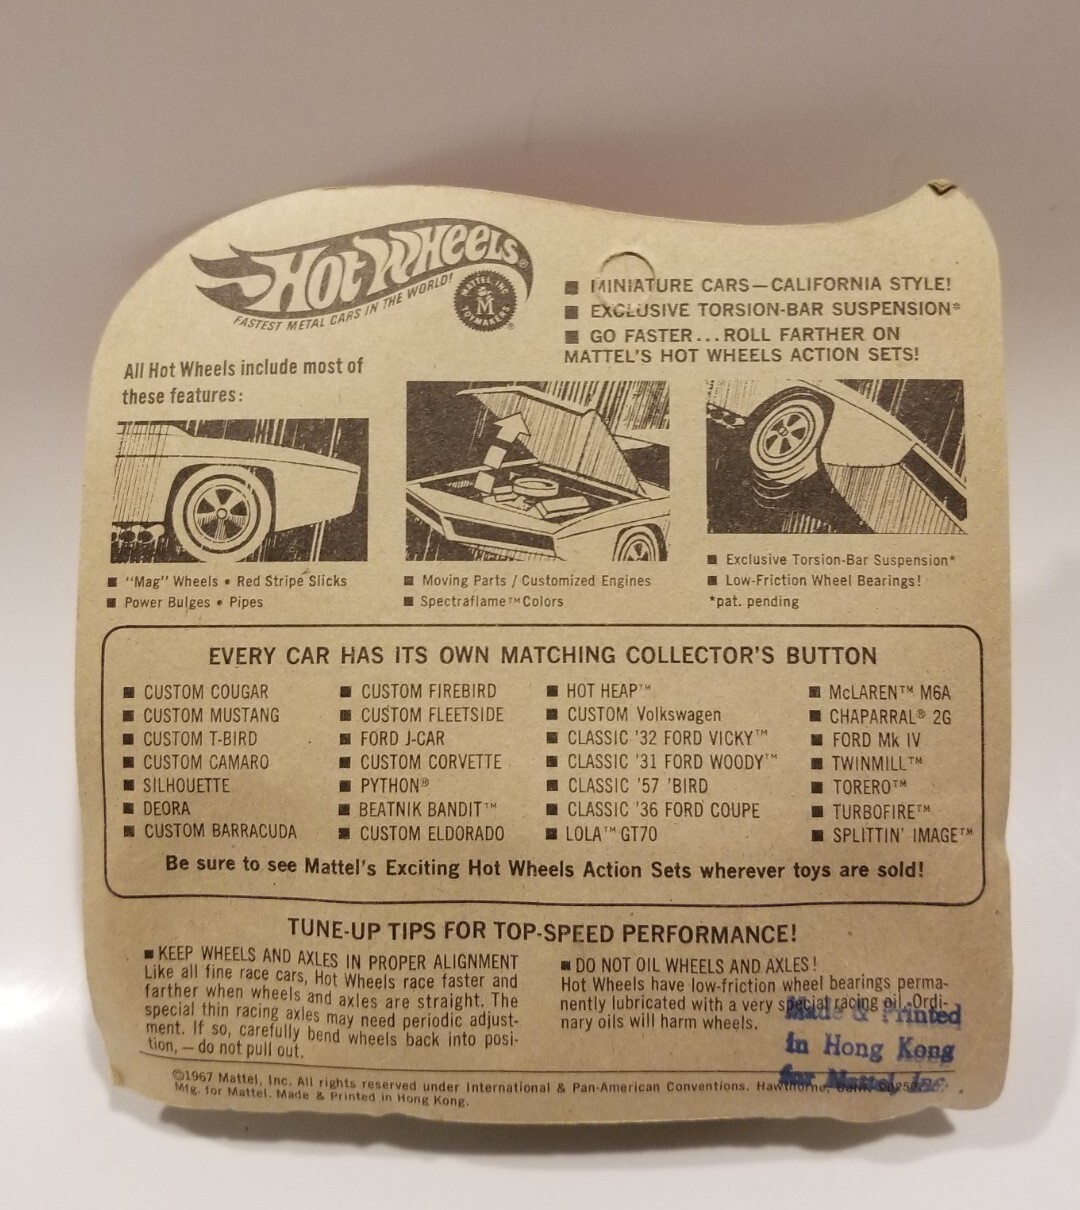 Hot Wheels®
FASTEST METAL CARS IN THE WORLD!
MATTEL, INC.
M
TOYMAKERS
®
■ MINIATURE CARS—CALIFORNIA STYLE!
■ EXCLUSIVE TORSION-BAR SUSPENSION*
■ GO FASTER...ROLL FARTHER ON
MATTEL'S HOT WHEELS ACTION SETS!
All Hot Wheels include most of
these features:
■ "Mag" Wheels • Red Stripe Slicks
■ Power Bulges • Pipes
■ Moving Parts / Customized Engines
■ Spectraflame™ Colors
■ Exclusive Torsion-Bar Suspension*
■ Low-Friction Wheel Bearings!
*pat. pending
EVERY CAR HAS ITS OWN MATCHING COLLECTOR'S BUTTON
■ CUSTOM COUGAR
■ CUSTOM MUSTANG
■ CUSTOM T-BIRD
■ CUSTOM CAMARO
■ SILHOUETTE
■ DEORA
■ CUSTOM BARRACUDA
■ CUSTOM FIREBIRD
■ CUSTOM FLEETSIDE
■ FORD J-CAR
■ CUSTOM CORVETTE
■ PYTHON®
■ BEATNIK BANDIT™
■ CUSTOM ELDORADO
■ HOT HEAP™
■ CUSTOM Volkswagen
■ CLASSIC '32 FORD VICKY™
■ CLASSIC '31 FORD WOODY™
■ CLASSIC '57 'BIRD
■ CLASSIC '36 FORD COUPE
■ LOLA™ GT70
■ McLAREN™ M6A
■ CHAPARRAL® 2G
■ FORD Mk IV
■ TWINMILL™
■ TORERO™
■ TURBOFIRE™
■ SPLITTIN' IMAGE™
Be sure to see Mattel's Exciting Hot Wheels Action Sets wherever toys are sold!
TUNE-UP TIPS FOR TOP-SPEED PERFORMANCE!
■ KEEP WHEELS AND AXLES IN PROPER ALIGNMENT
Like all fine race cars, Hot Wheels race faster and
farther when wheels and axles are straight. The
special thin racing axles may need periodic adjust-
ment. If so, carefully bend wheels back into posi-
tion, — do not pull out.
■ DO NOT OIL WHEELS AND AXLES!
Hot Wheels have low-friction wheel bearings perma-
nently lubricated with a very special racing oil. Ordi-
nary oils will harm wheels.
Made & Printed
in Hong Kong
for Mattel, Inc.
©1967 Mattel, Inc. All rights reserved under International & Pan-American Conventions. Hawthorne, Calif.
Mfg. for Mattel. Made & Printed in Hong Kong.